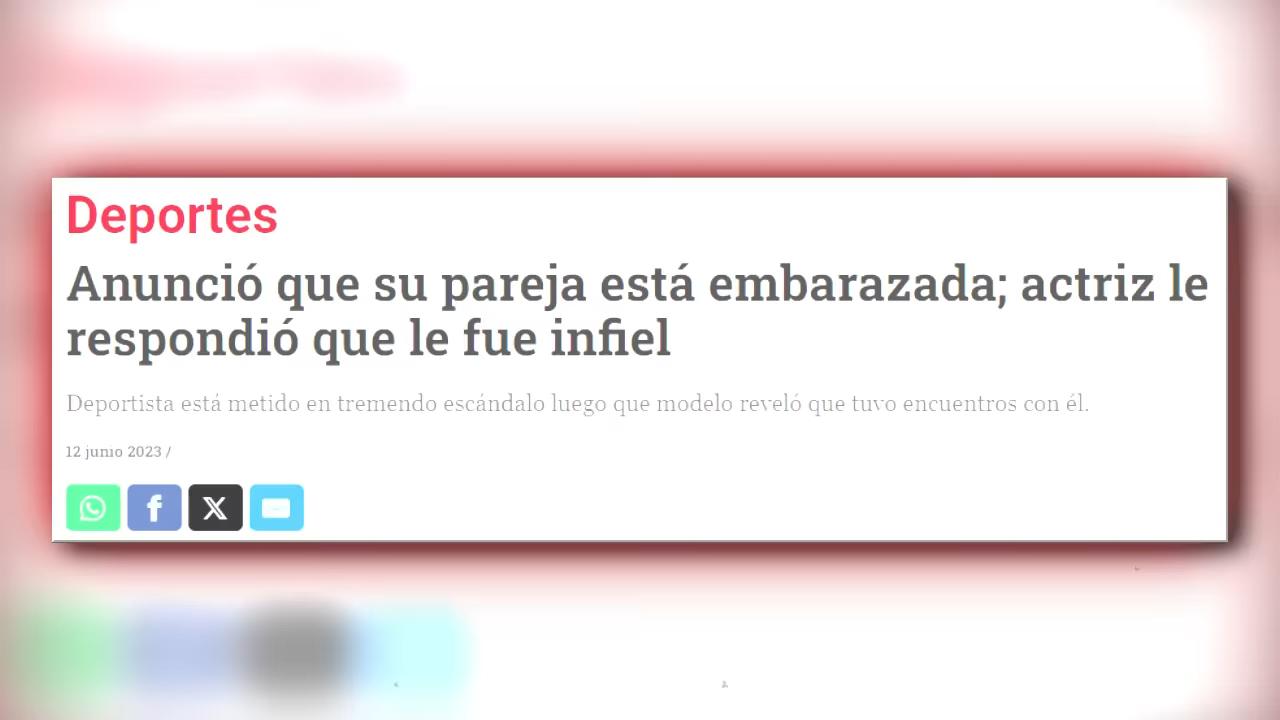 Deportes
Anunció que su pareja está embarazada; actriz le
respondió que le fue infiel
Deportista está metido en tremendo escándalo luego que modelo reveló que tuvo encuentros con él.
12 junio 2023 /